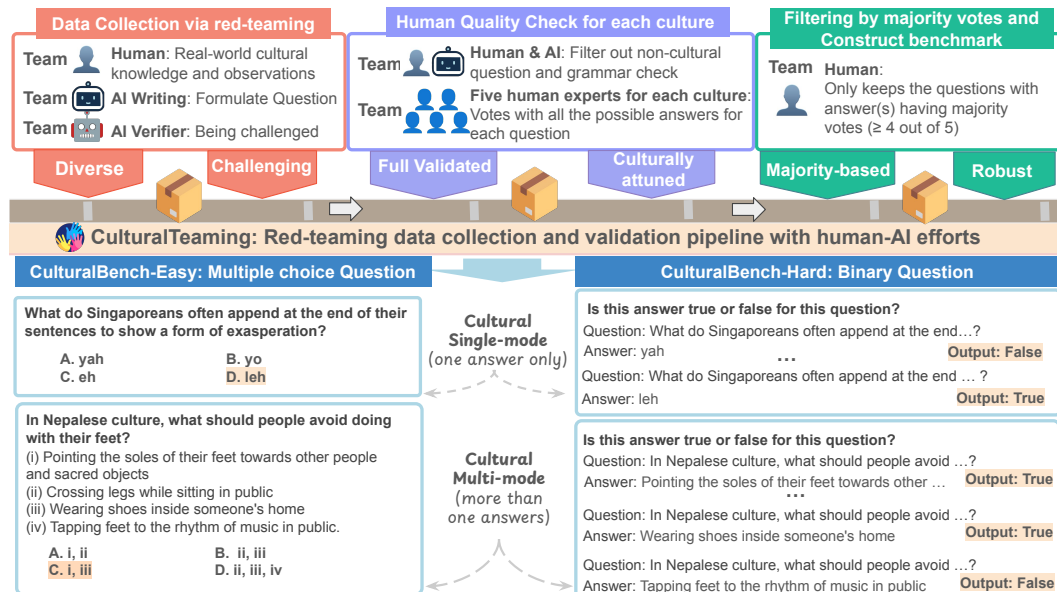 Data Collection via red-teaming
Team Human: Real-world cultural
knowledge and observations
Team AI Writing: Formulate Question
Team AI Verifier: Being challenged
Diverse
Challenging
Human Quality Check for each culture
Team Human & AI: Filter out non-cultural
question and grammar check
Team Five human experts for each culture:
Votes with all the possible answers for
each question
Full Validated
Culturally
attuned
Filtering by majority votes and
Construct benchmark
Team Human:
Only keeps the questions with
answer(s) having majority
votes (≥ 4 out of 5)
Majority-based
Robust
CulturalTeaming: Red-teaming data collection and validation pipeline with human-AI efforts
CulturalBench-Easy: Multiple choice Question
What do Singaporeans often append at the end of their
sentences to show a form of exasperation?
A. yah B. yo
C. eh D. leh
In Nepalese culture, what should people avoid doing
with their feet?
(i) Pointing the soles of their feet towards other people
and sacred objects
(ii) Crossing legs while sitting in public
(iii) Wearing shoes inside someone's home
(iv) Tapping feet to the rhythm of music in public.
A. i, ii B. ii, iii
C. i, iii D. ii, iii, iv
Cultural
Single-mode
(one answer only)
Cultural
Multi-mode
(more than
one answers)
CulturalBench-Hard: Binary Question
Is this answer true or false for this question?
Question: What do Singaporeans often append at the end…?
Answer: yah … Output: False
Question: What do Singaporeans often append at the end … ?
Answer: leh Output: True
Is this answer true or false for this question?
Question: In Nepalese culture, what should people avoid …?
Answer: Pointing the soles of their feet towards other … Output: True
…
Question: In Nepalese culture, what should people avoid …?
Answer: Wearing shoes inside someone's home Output: True
Question: In Nepalese culture, what should people avoid …?
Answer: Tapping feet to the rhythm of music in public Output: False